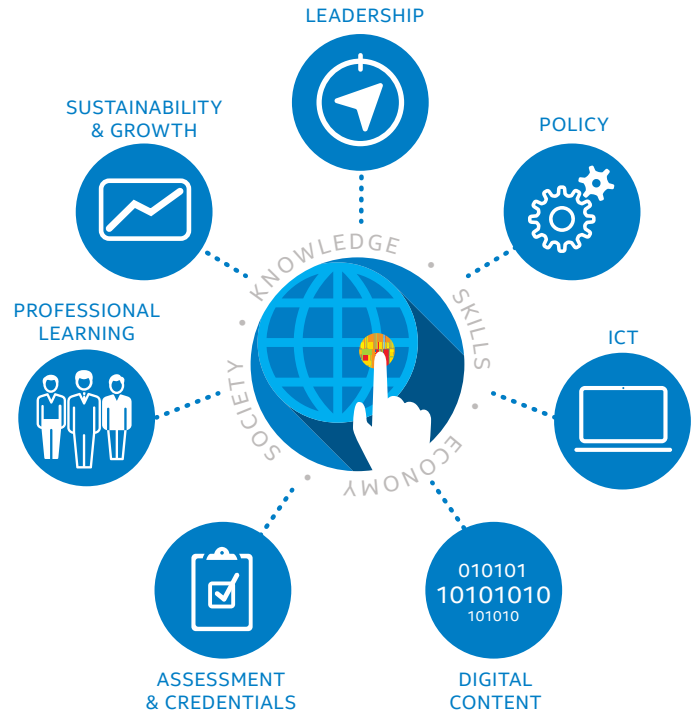 LEADERSHIP
SUSTAINABILITY
& GROWTH
POLICY
KNOWLEDGE • SKILLS • ECONOMY • SOCIETY •
PROFESSIONAL
LEARNING
ICT
010101
10101010
101010
ASSESSMENT
& CREDENTIALS
DIGITAL
CONTENT